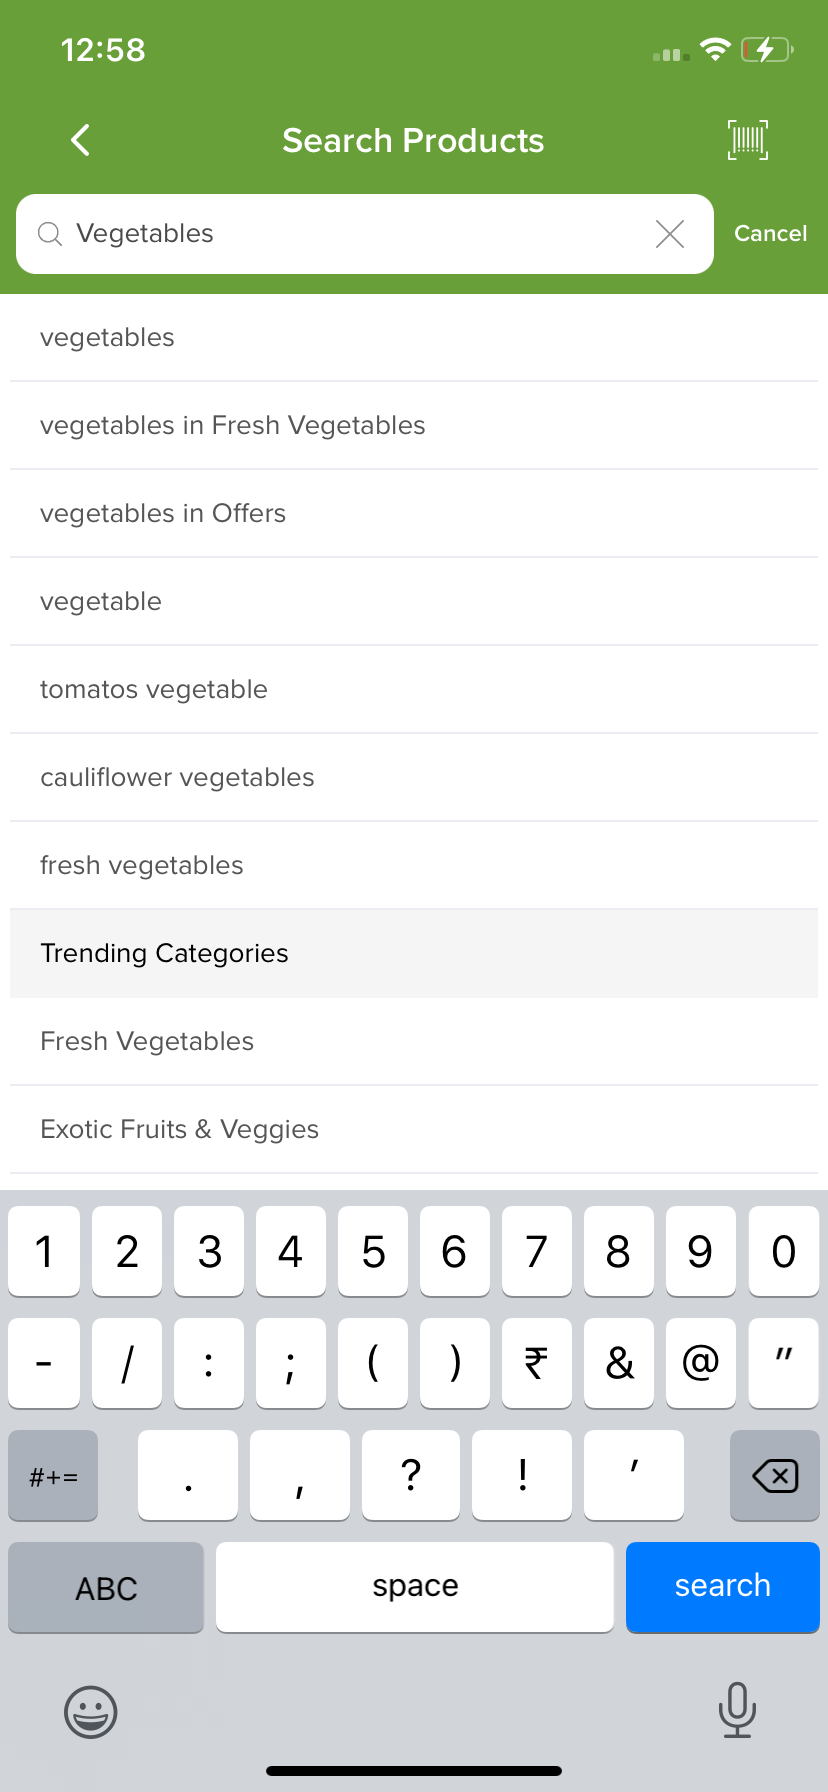 12:58
Search Products
Vegetables
Cancel
vegetables
vegetables in Fresh Vegetables
vegetables in Offers
vegetable
tomatos vegetable
cauliflower vegetables
fresh vegetables
Trending Categories
Fresh Vegetables
Exotic Fruits & Veggies
1 2 3 4 5 6 7 8 9 0
- / : ; ( ) ₹ & @ "
#+= . , ? ! '
ABC space search